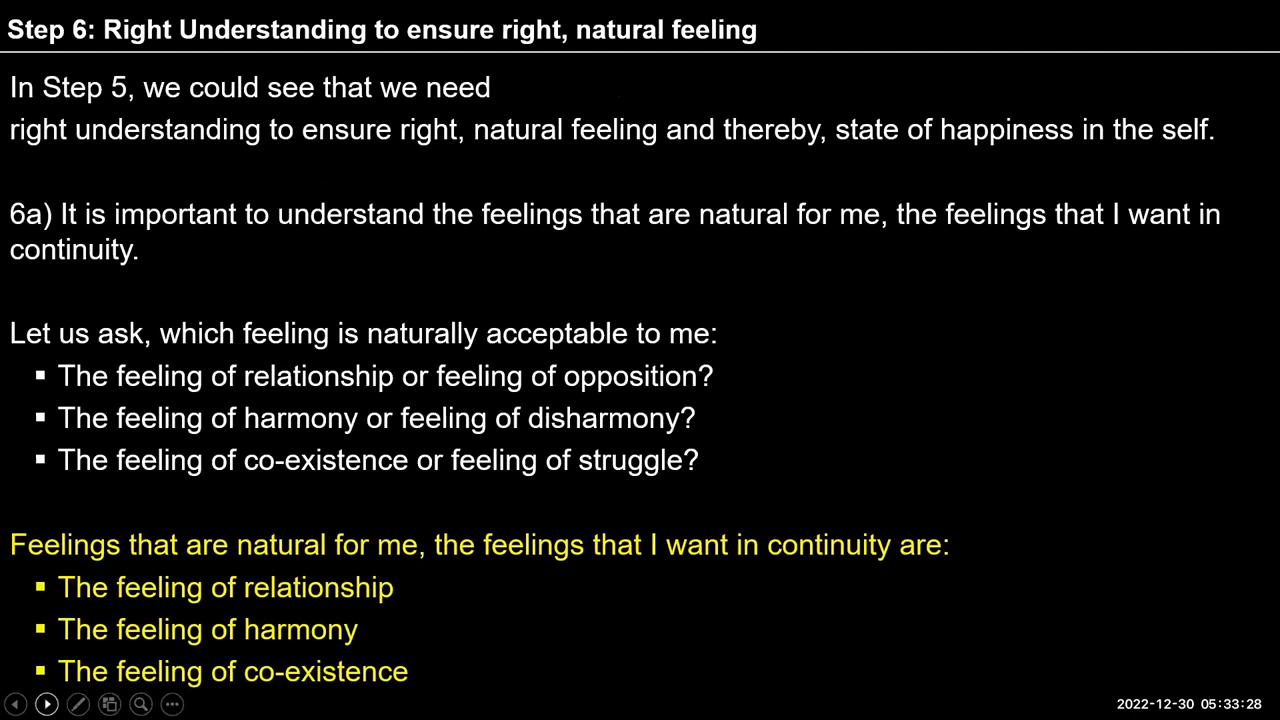 Step 6: Right Understanding to ensure right, natural feeling
In Step 5, we could see that we need
right understanding to ensure right, natural feeling and thereby, state of happiness in the self.
6a) It is important to understand the feelings that are natural for me, the feelings that I want in
continuity.
Let us ask, which feeling is naturally acceptable to me:
▪ The feeling of relationship or feeling of opposition?
▪ The feeling of harmony or feeling of disharmony?
▪ The feeling of co-existence or feeling of struggle?
Feelings that are natural for me, the feelings that I want in continuity are:
▪ The feeling of relationship
▪ The feeling of harmony
▪ The feeling of co-existence
2022-12-30 05:33:28